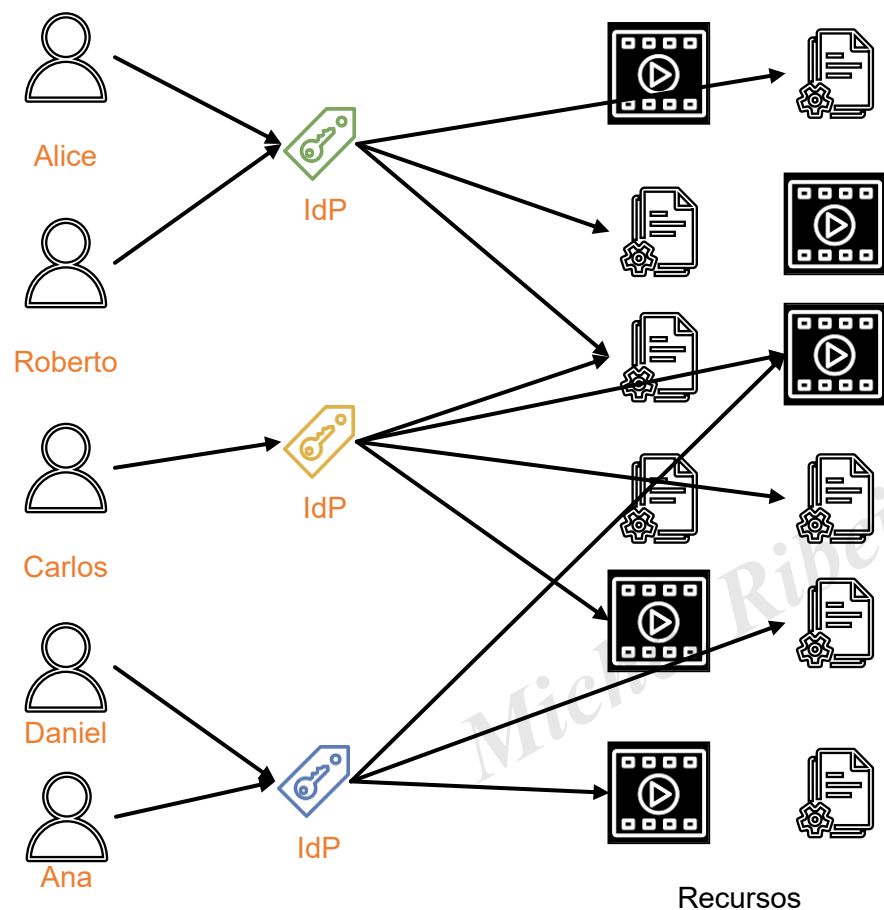 Alice
IdP
Roberto
IdP
Carlos
Daniel
IdP
Ana
Recursos